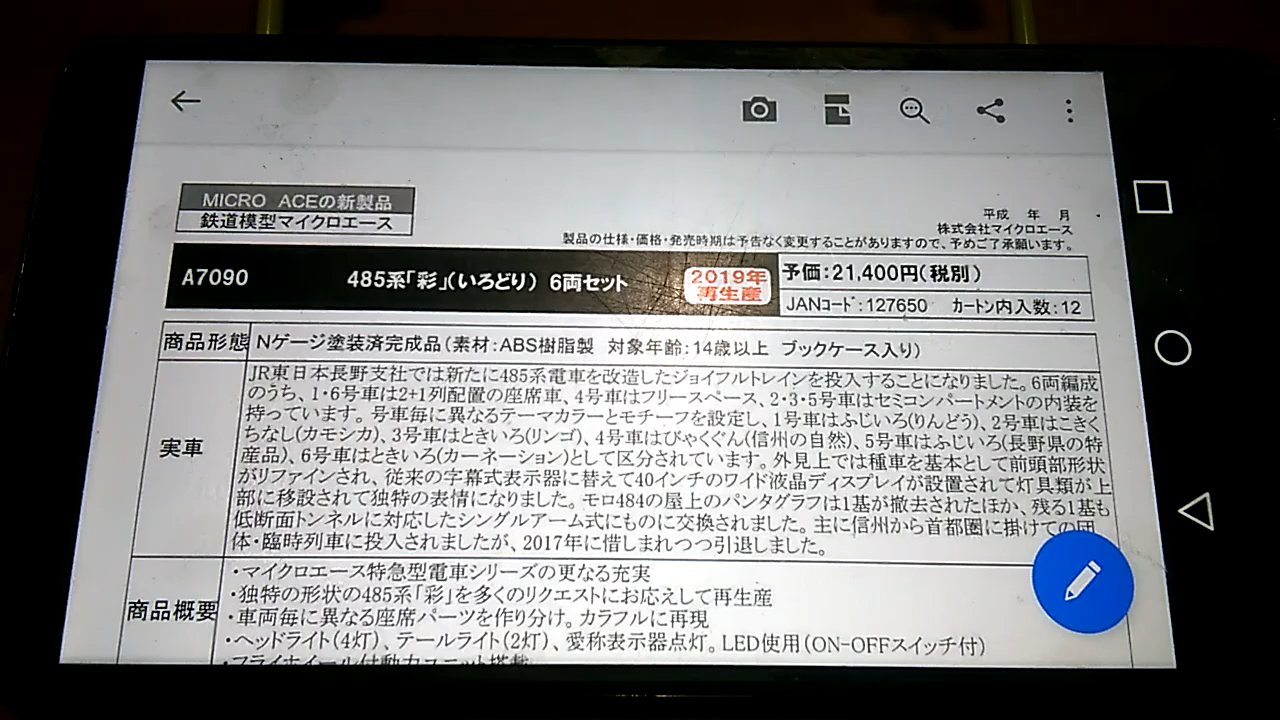 MICRO ACEの新製品
鉄道模型マイクロエース
平成 年 月
株式会社マイクロエース
製品の仕様・価格・発売時期は予告なく変更することがありますので、予めご了承願います。
A7090 485系「彩」(いろどり) 6両セット 2019年
再生産
予価:21,400円(税別)
JANコード:127650 カートン内入数:12
商品形態 Nゲージ塗装済完成品(素材:ABS樹脂製 対象年齢:14歳以上 ブックケース入り)
実車
JR東日本長野支社では新たに485系電車を改造したジョイフルトレインを投入することになりました。6両編成
のうち、1・6号車は2+1列配置の座席車、4号車はフリースペース、2・3・5号車はセミコンパートメントの内装を
持っています。号車毎に異なるテーマカラーとモチーフを設定し、1号車はふじいろ(りんどう)、2号車はこきく
ちなし(カモシカ)、3号車はときいろ(リンゴ)、4号車はびゃくぐん(信州の自然)、5号車はふじいろ(長野県の特
産品)、6号車はときいろ(カーネーション)として区分されています。外見上では種車を基本として前頭部形状
がリファインされ、従来の字幕式表示器に替えて40インチのワイド液晶ディスプレイが設置されて灯具類が上
部に移設されて独特の表情になりました。モロ484の屋上のパンタグラフは1基が撤去されたほか、残る1基も
低断面トンネルに対応したシングルアーム式にものに交換されました。主に信州から首都圏に掛けての団
体・臨時列車に投入されましたが、2017年に惜しまれつつ引退しました。
商品概要
・マイクロエース特急型電車シリーズの更なる充実
・独特の形状の485系「彩」を多くのリクエストにお応えして再生産
・車両毎に異なる座席パーツを作り分け。カラフルに再現
・ヘッドライト(4灯)、テールライト(2灯)、愛称表示器点灯。LED使用(ON-OFFスイッチ付)
・フライホイール付動力ユニット搭載